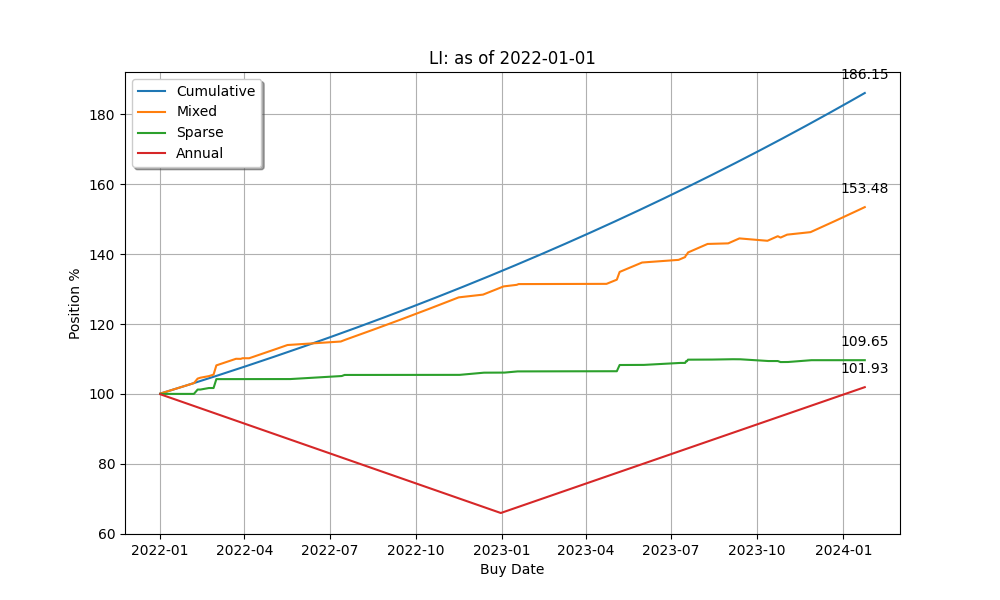 LI: as of 2022-01-01
186.15
Cumulative
Mixed
Sparse
Annual
153.48
109.65
101.93
Position %
180
160
140
120
100
80
60
2022-01 2022-04 2022-07 2022-10 2023-01 2023-04 2023-07 2023-10 2024-01
Buy Date